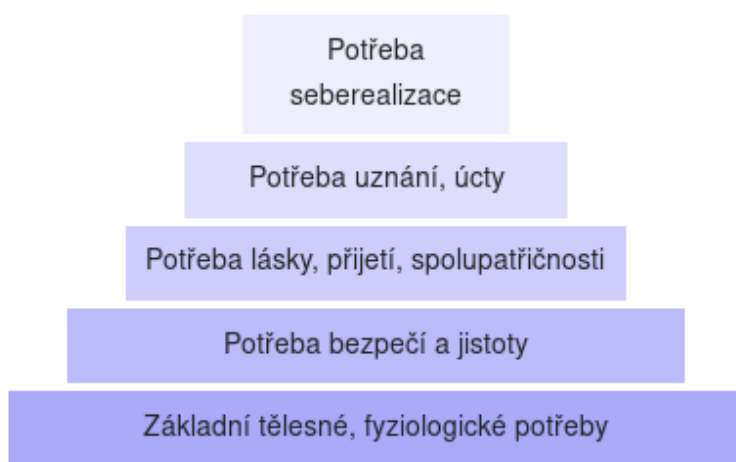 Potřeba
seberealizace
Potřeba uznání, úcty
Potřeba lásky, přijetí, spolupatřičnosti
Potřeba bezpečí a jistoty
Základní tělesné, fyziologické potřeby